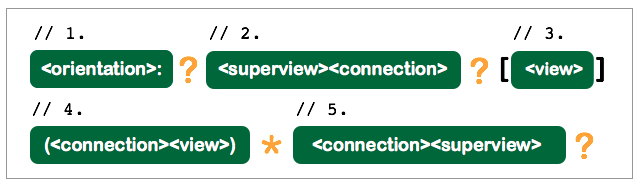 // 1. // 2. // 3.
<orientation>: ? <superview><connection> ? [<view>]
// 4. // 5.
(<connection><view>) * <connection><superview> ?